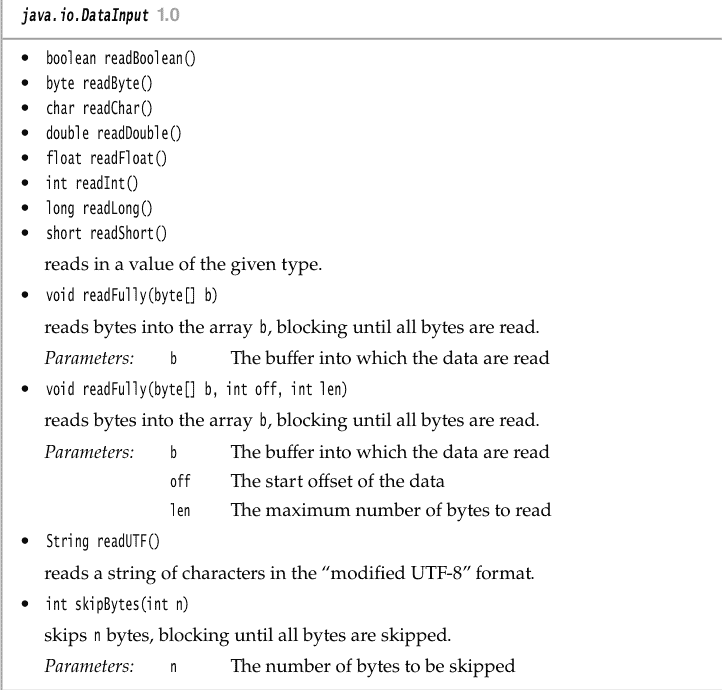 java.io.DataInput 1.0
• boolean readBoolean()
• byte readByte()
• char readChar()
• double readDouble()
• float readFloat()
• int readInt()
• long readLong()
• short readShort()
reads in a value of the given type.
• void readFully(byte[] b)
reads bytes into the array b, blocking until all bytes are read.
Parameters: b The buffer into which the data are read
• void readFully(byte[] b, int off, int len)
reads bytes into the array b, blocking until all bytes are read.
Parameters: b The buffer into which the data are read
off The start offset of the data
len The maximum number of bytes to read
• String readUTF()
reads a string of characters in the “modified UTF-8” format.
• int skipBytes(int n)
skips n bytes, blocking until all bytes are skipped.
Parameters: n The number of bytes to be skipped